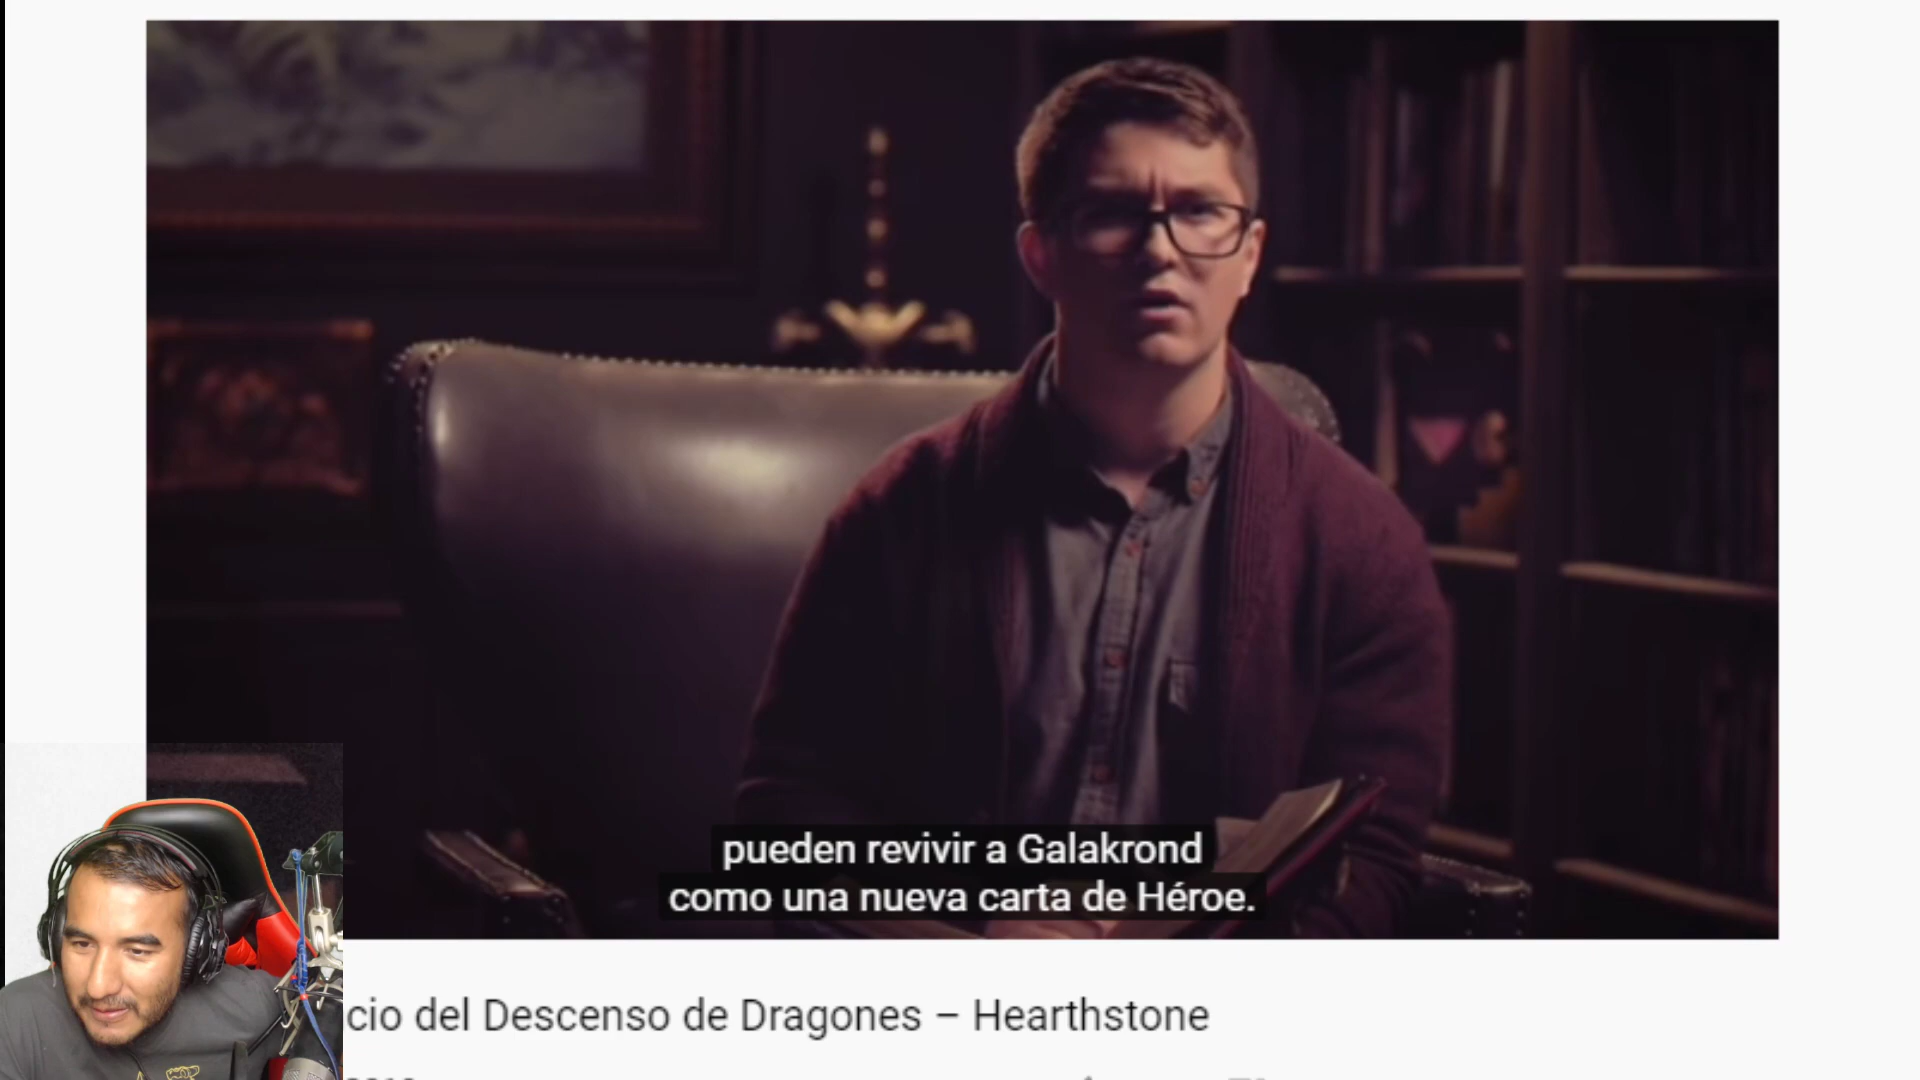 pueden revivir a Galakrond
como una nueva carta de Héroe.
cio del Descenso de Dragones – Hearthstone